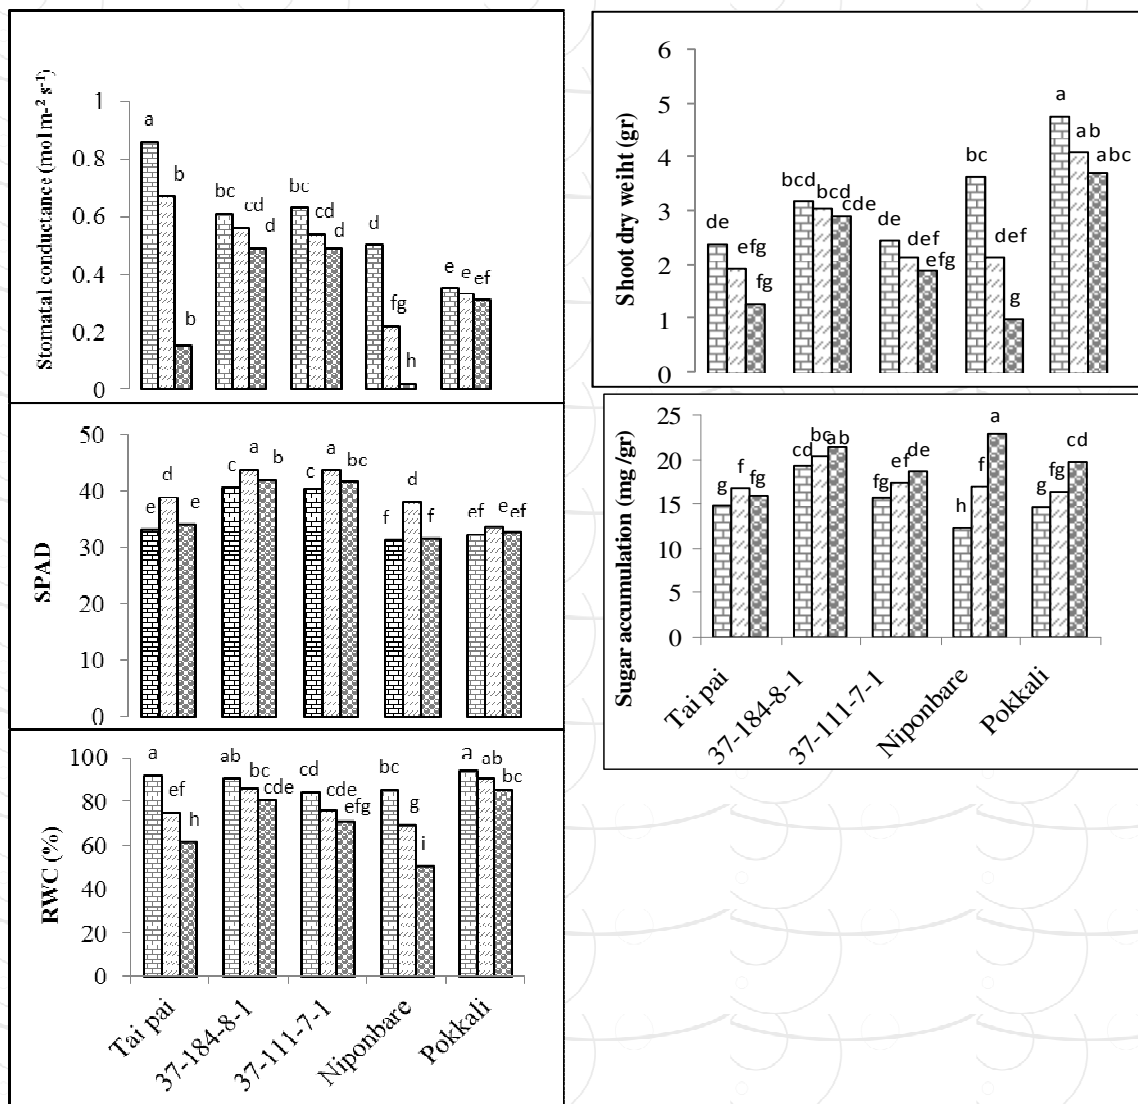 Stomatal conductance (mol m-² s-¹)
1
0.8
0.6
0.4
0.2
0
a
b
b
bc
cd
d
bc
cd
d
d
fg
h
e
e
ef
SPAD
50
40
30
20
10
0
e
d
e
c
a
b
c
a
bc
f
d
f
ef
e
ef
RWC (%)
100
80
60
40
20
0
a
ef
h
ab
bc
cde
cd
cde
efg
bc
g
i
a
ab
bc
Tai pai
37-184-8-1
37-111-7-1
Niponbare
Pokkali
Shoot dry weiht (gr)
6
5
4
3
2
1
0
de
efg
fg
bcd
bcd
cde
de
def
efg
bc
def
g
a
ab
abc
Sugar accumulation (mg /gr)
25
20
15
10
5
0
g
f
fg
cd
bc
ab
fg
ef
de
h
f
a
g
fg
cd
Tai pai
37-184-8-1
37-111-7-1
Niponbare
Pokkali